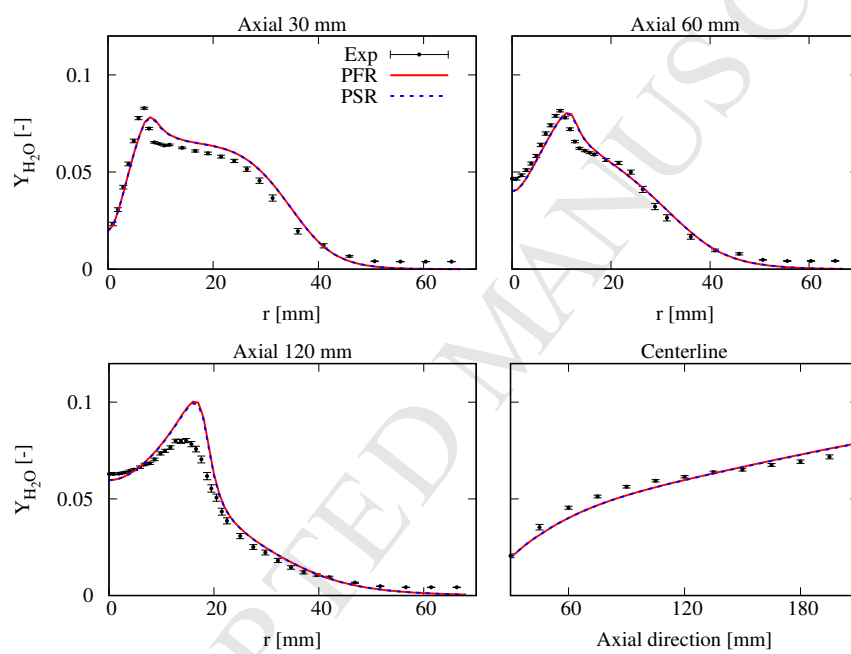 Axial 30 mm
Axial 60 mm
Exp
PFR
PSR
0.1
0.05
0
Y_H2O [-]
0 20 40 60
r [mm]
0 20 40 60
r [mm]
Axial 120 mm
Centerline
0.1
0.05
0
Y_H2O [-]
0 20 40 60
r [mm]
60 120 180
Axial direction [mm]
PTED MANUSC